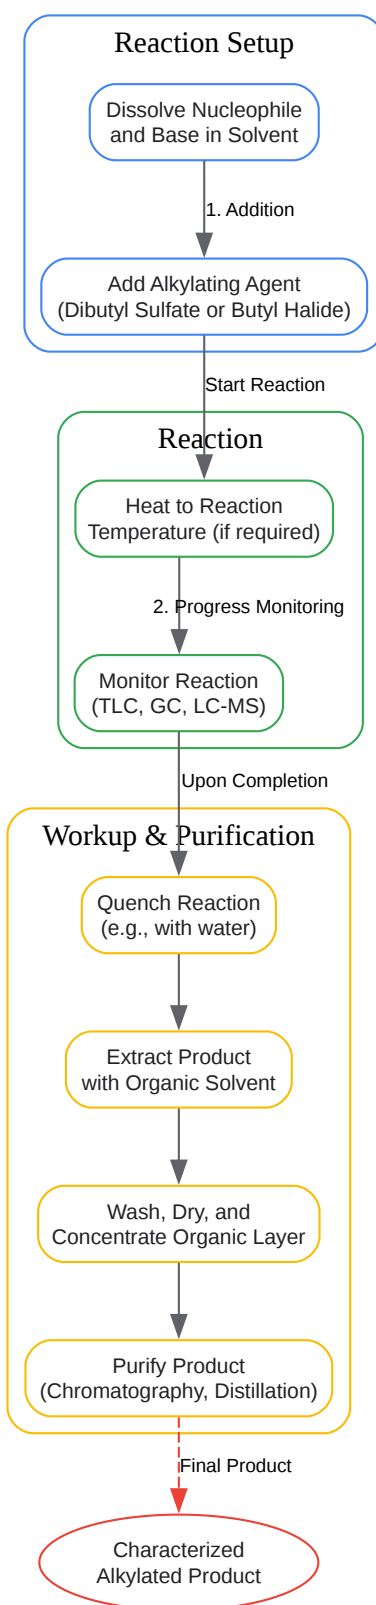 Reaction Setup
Dissolve Nucleophile
and Base in Solvent
1. Addition
Add Alkylating Agent
(Dibutyl Sulfate or Butyl Halide)
Start Reaction
Reaction
Heat to Reaction
Temperature (if required)
2. Progress Monitoring
Monitor Reaction
(TLC, GC, LC-MS)
Upon Completion
Workup & Purification
Quench Reaction
(e.g., with water)
Extract Product
with Organic Solvent
Wash, Dry, and
Concentrate Organic Layer
Purify Product
(Chromatography, Distillation)
Final Product
Characterized
Alkylated Product